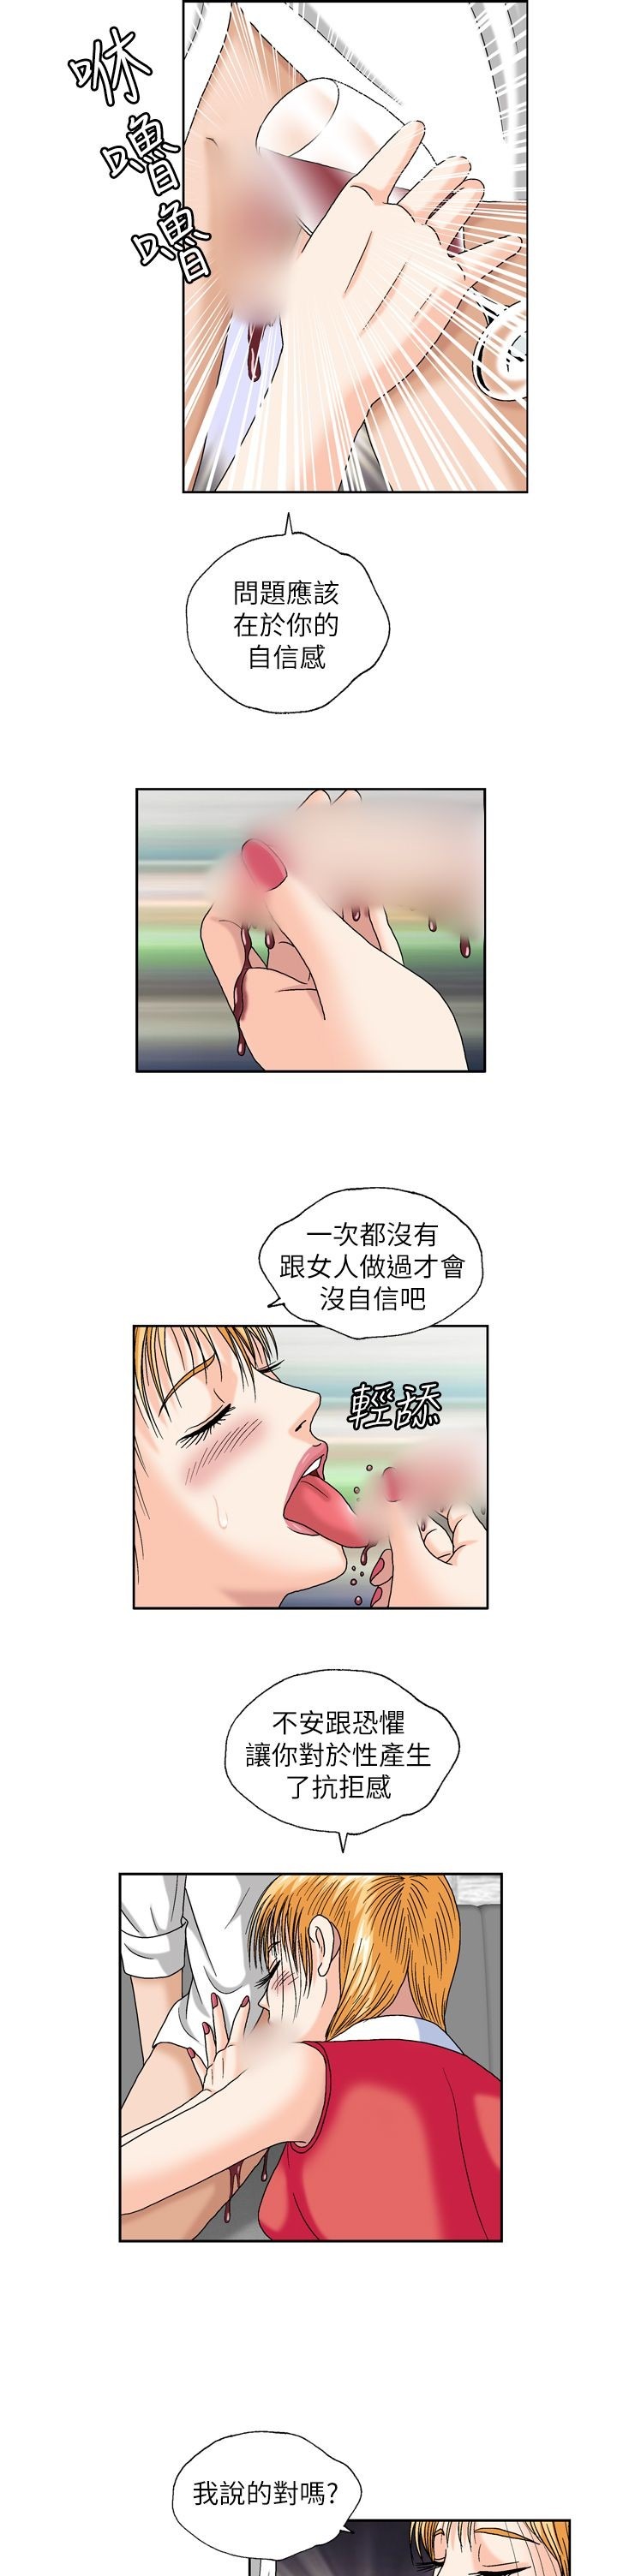 咻
嚕
嚕
問題應該
在於你的
自信感
一次都沒有
跟女人做過才會
沒自信吧
輕舔
不安跟恐懼
讓你對於性產生
了抗拒感
我說的對嗎?